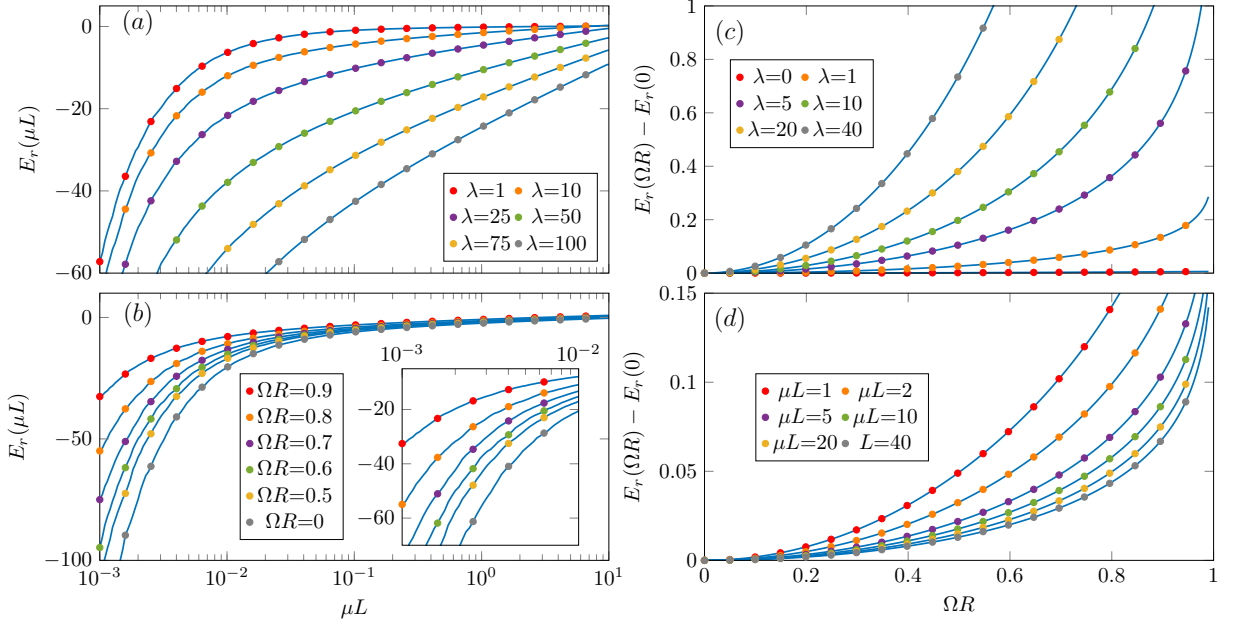 (a)
E_r(μL)
0
−20
−40
−60
λ=1 λ=10
λ=25 λ=50
λ=75 λ=100
(b)
E_r(μL)
0
−50
−100
ΩR=0.9
ΩR=0.8
ΩR=0.7
ΩR=0.6
ΩR=0.5
ΩR=0
10^−3 10^−2
−20
−40
−60
10^−3 10^−2 10^−1 10^0 10^1
μL
(c)
E_r(ΩR) − E_r(0)
1
0.8
0.6
0.4
0.2
0
λ=0 λ=1
λ=5 λ=10
λ=20 λ=40
(d)
E_r(ΩR) − E_r(0)
0.15
0.1
0.05
0
μL=1 μL=2
μL=5 μL=10
μL=20 L=40
0 0.2 0.4 0.6 0.8 1
ΩR